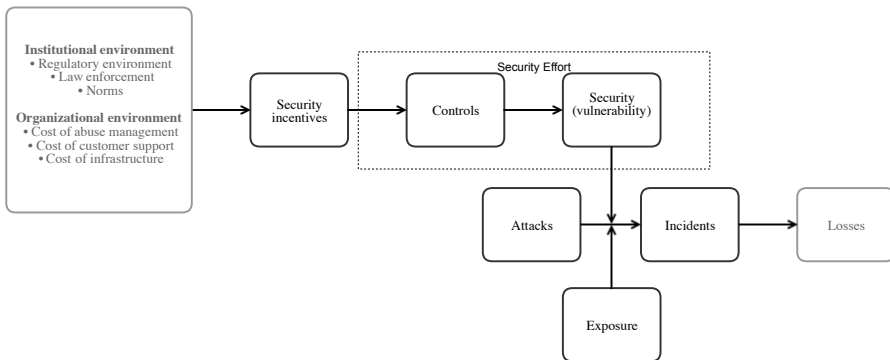 Institutional environment
• Regulatory environment
• Law enforcement
• Norms
Organizational environment
• Cost of abuse management
• Cost of customer support
• Cost of infrastructure
Security
incentives
Security Effort
Controls
Security
(vulnerability)
Attacks
Incidents
Losses
Exposure